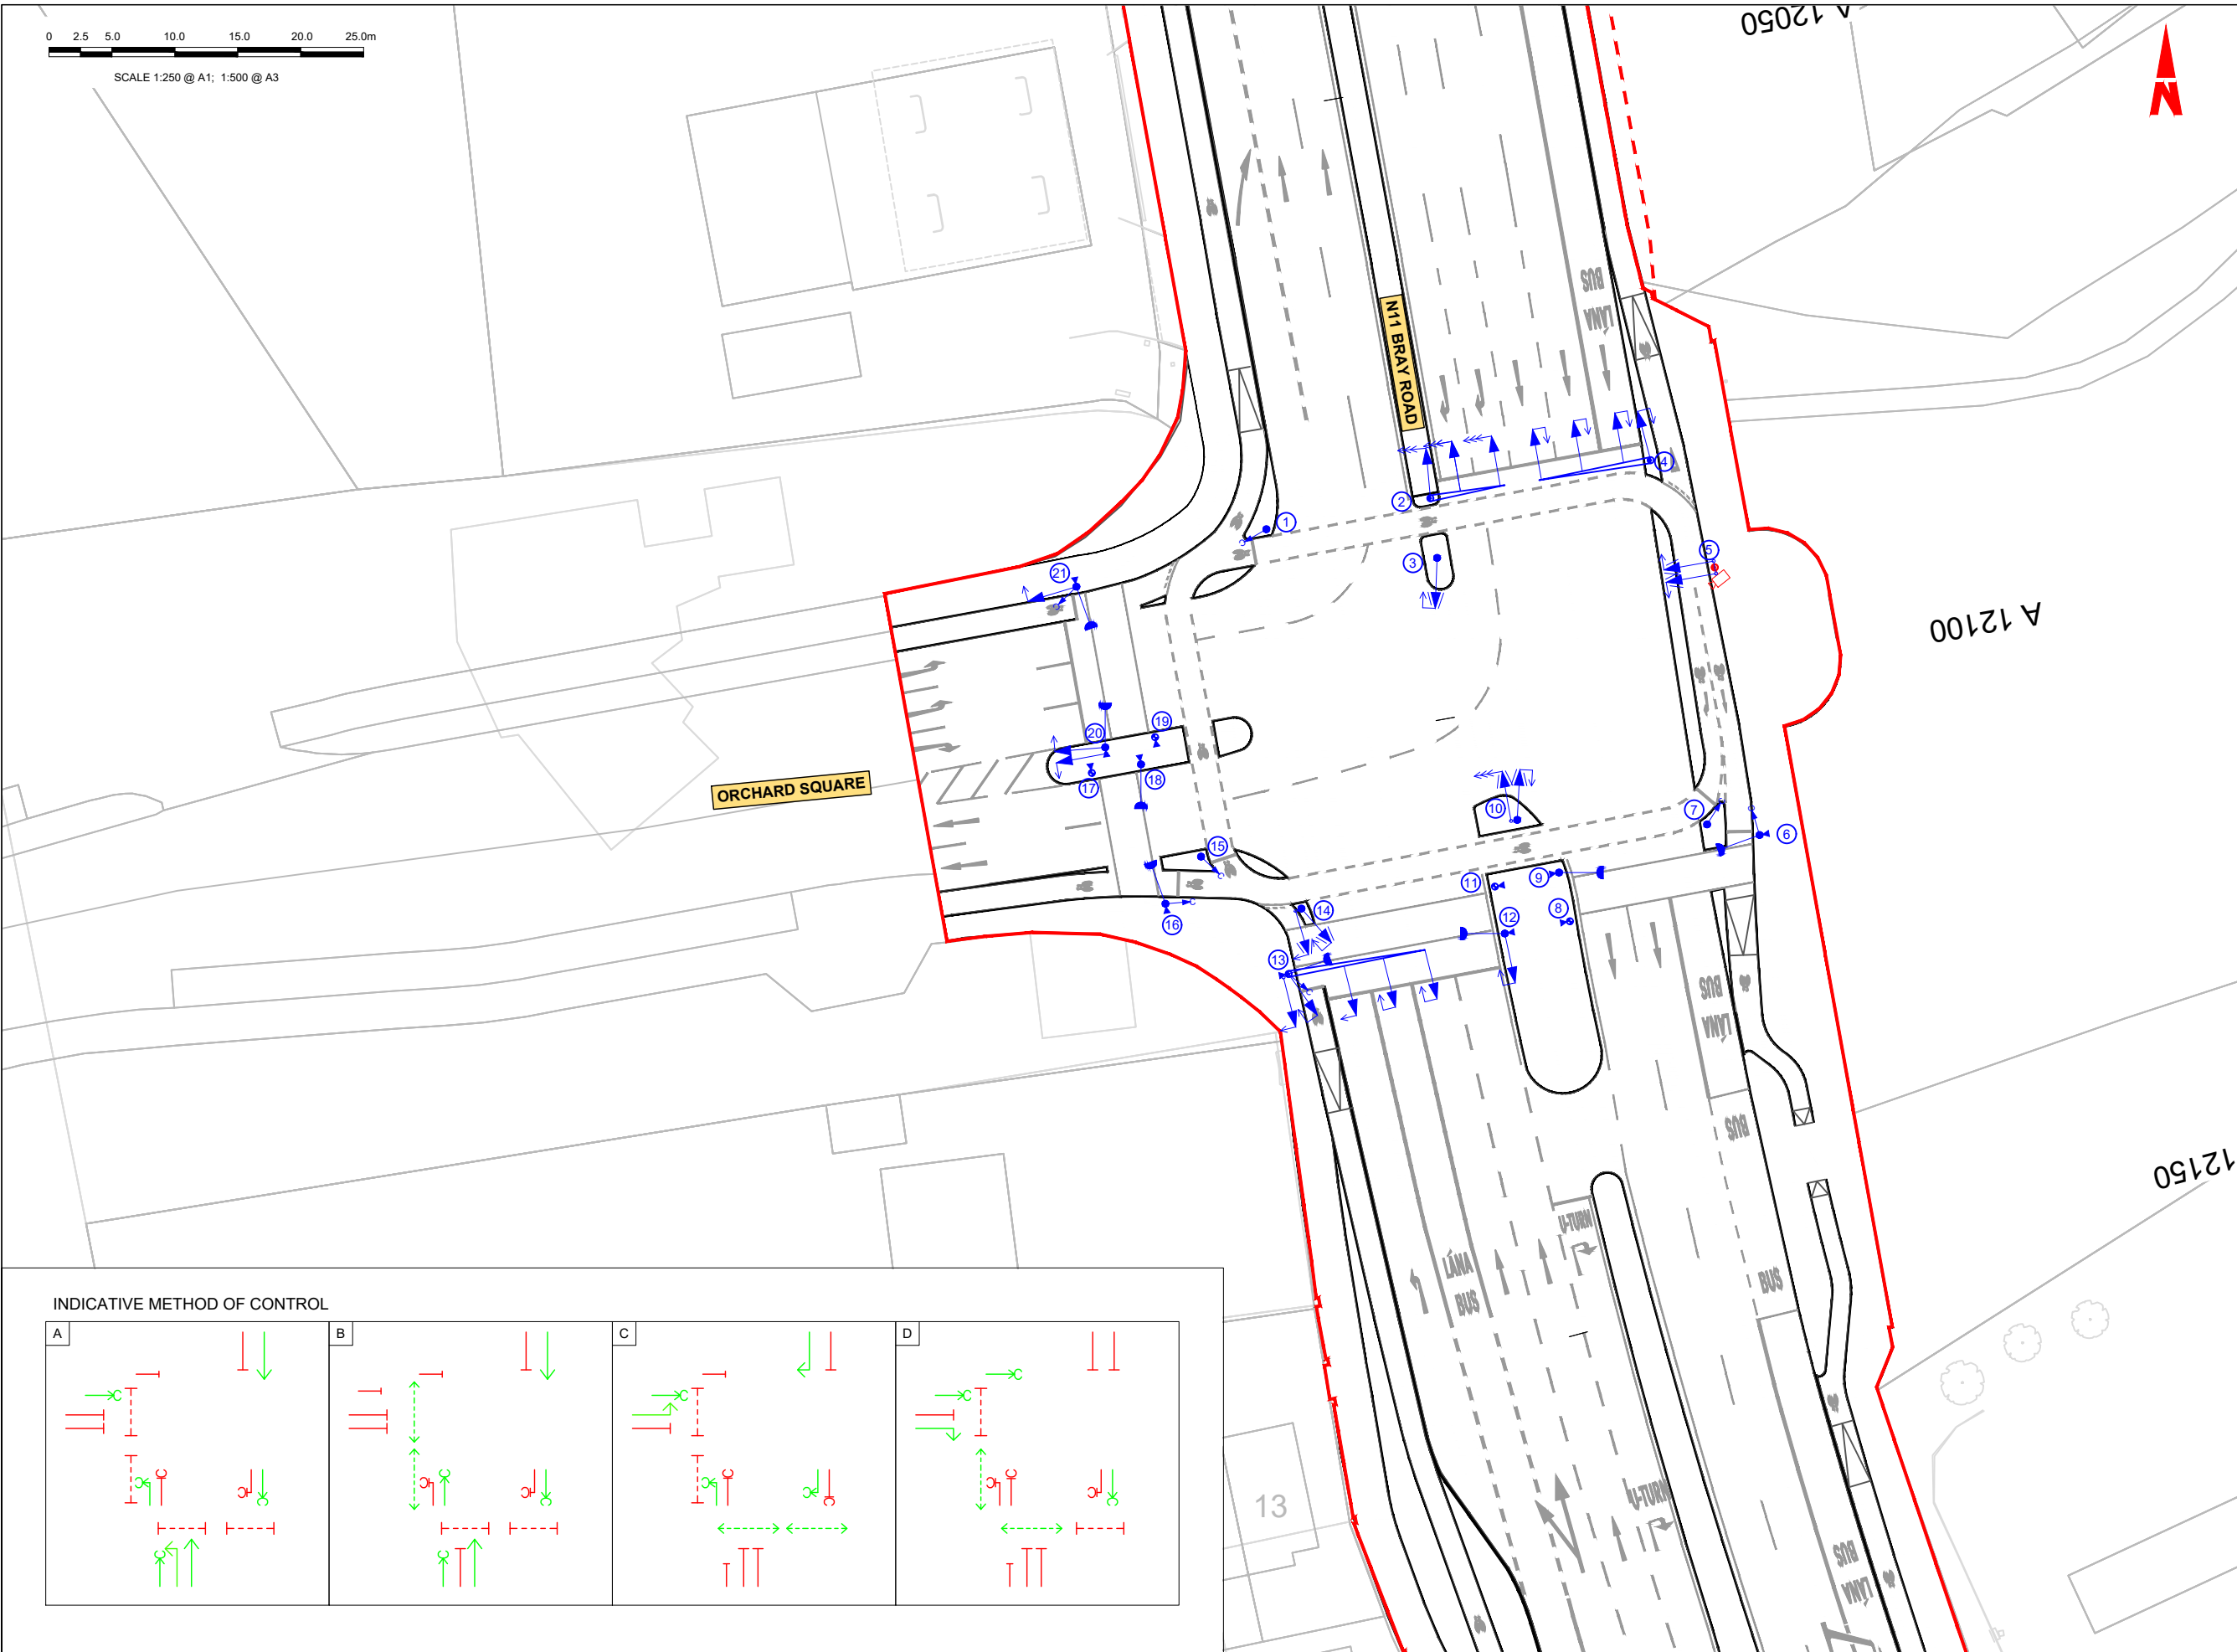 0 2.5 5.0 10.0 15.0 20.0 25.0m
SCALE 1:250 @ A1; 1:500 @ A3
A 12050
N
BUS
LÁNA
N11 BRAY ROAD
4
2
1
5
3
21
A 12100
19
20
18
17
ORCHARD SQUARE
10
7
6
15
11
9
8
16
14
12
13
BUS
LÁNA
BUS
12150
U-TURN
LÁNA
BUS
BUS
U-TURN
13
BUS
LÁNA
INDICATIVE METHOD OF CONTROL
A B C D